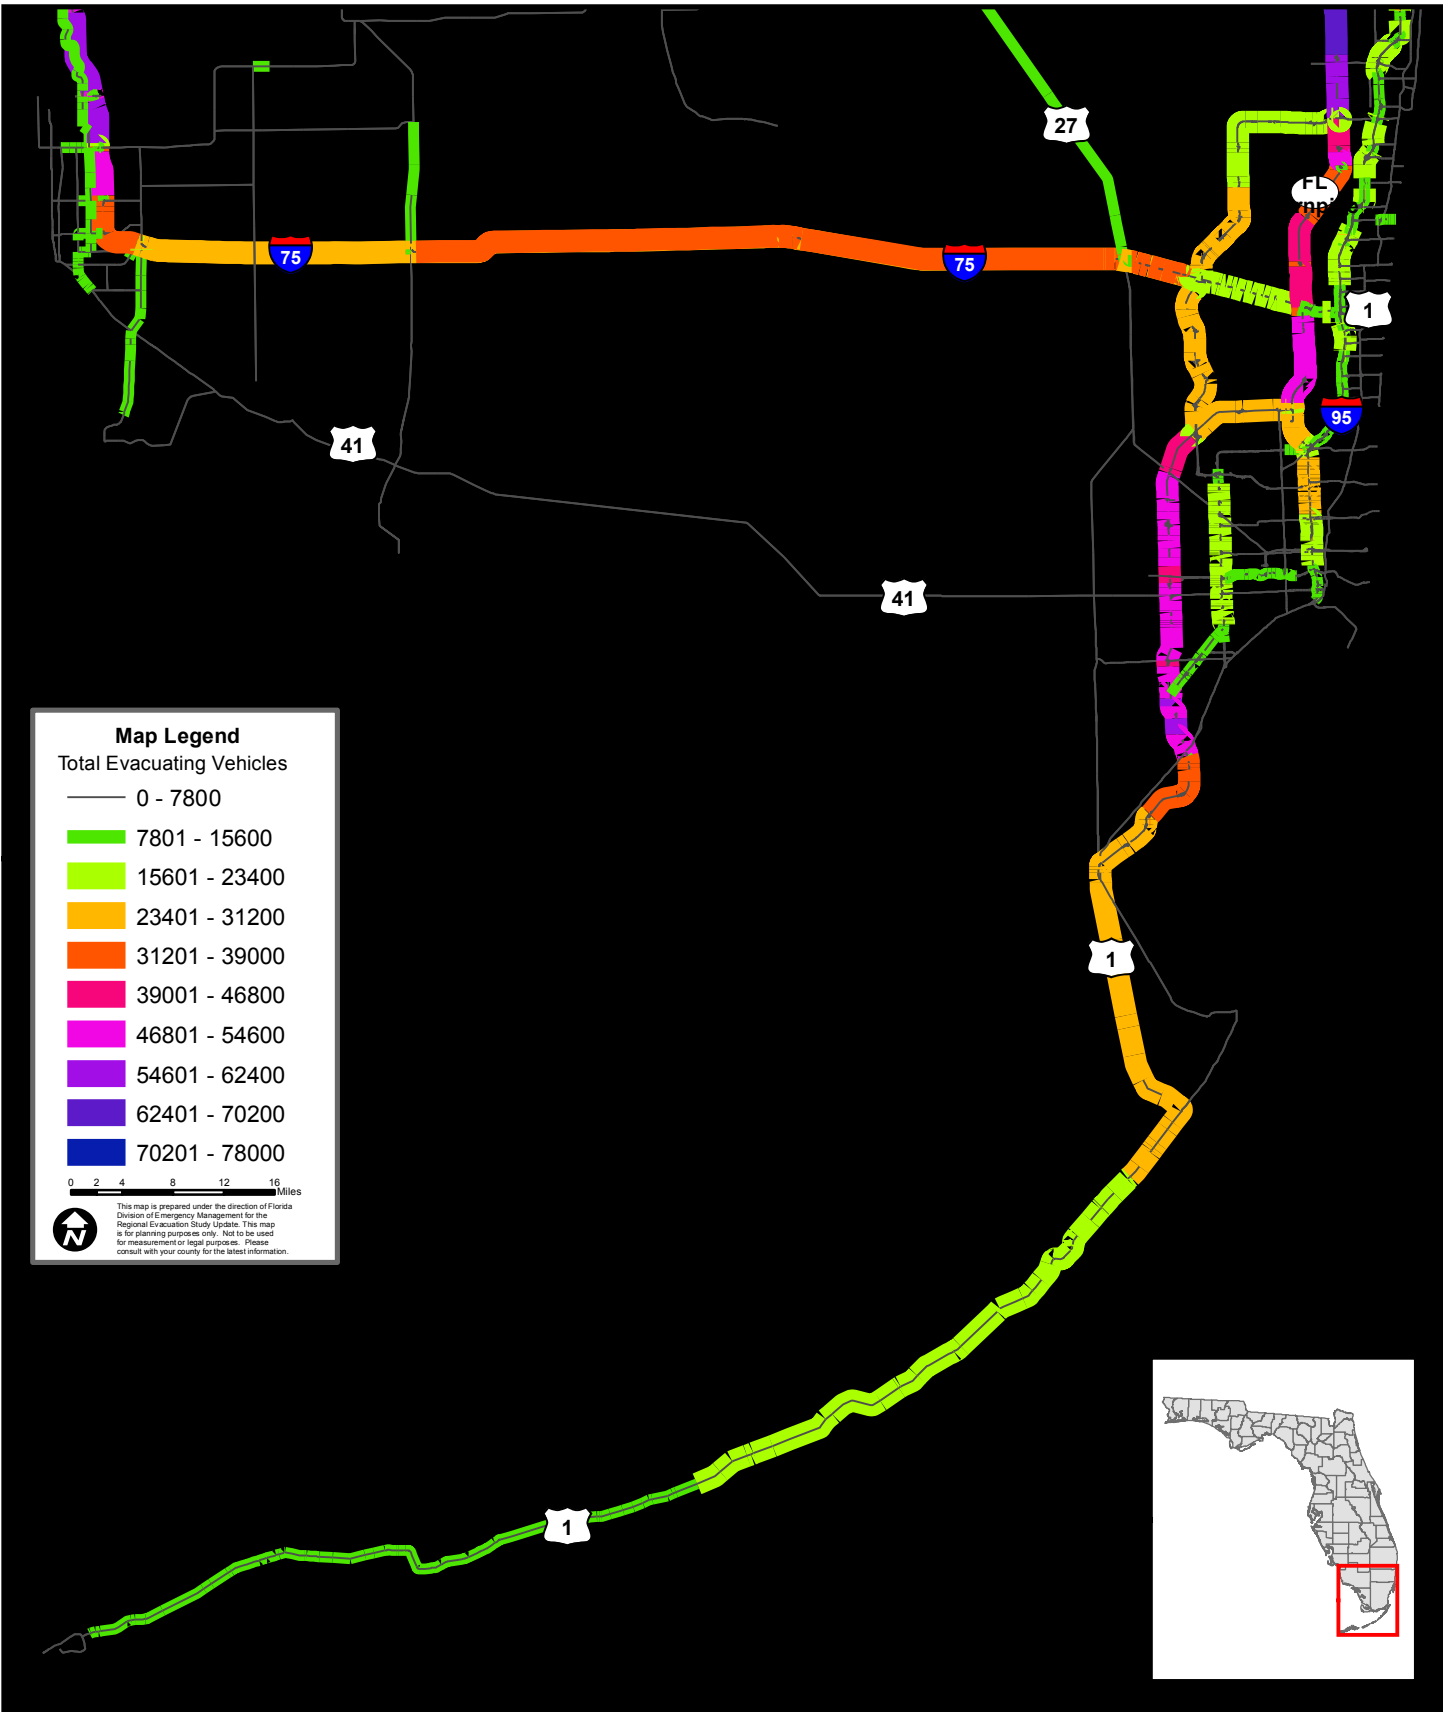 27
FL
75
75
1
95
41
41
1
Map Legend
Total Evacuating Vehicles
0 - 7800
7801 - 15600
15601 - 23400
23401 - 31200
31201 - 39000
39001 - 46800
46801 - 54600
54601 - 62400
62401 - 70200
70201 - 78000
0 2 4 8 12 16
Miles
This map is prepared under the direction of Florida
Division of Emergency Management for the
Regional Evacuation Study Update. This map
is for planning purposes only. Not to be used
for measurement or legal purposes. Please
consult with your county for the latest information.
N
1